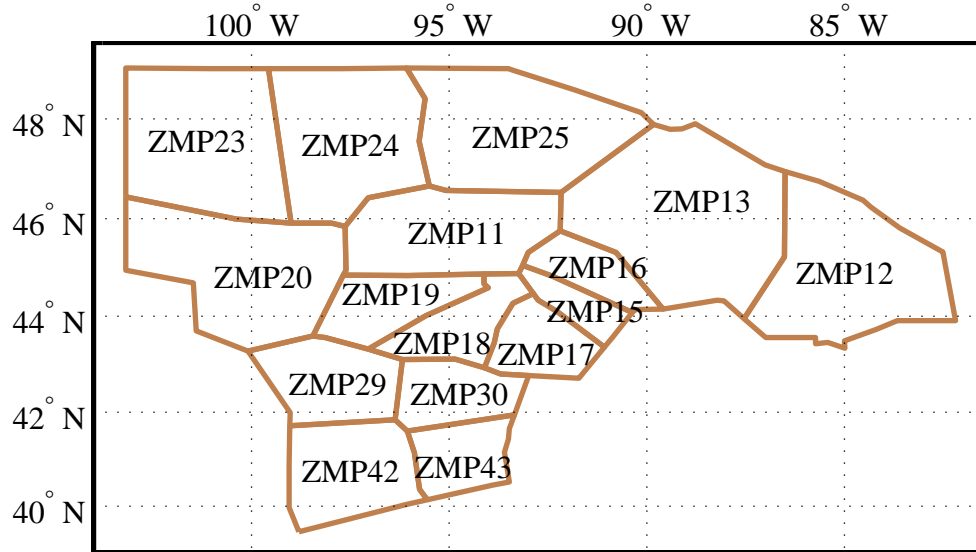 100° W 95° W 90° W 85° W
48° N
46° N
44° N
42° N
40° N
ZMP23
ZMP24
ZMP25
ZMP13
ZMP11
ZMP12
ZMP20
ZMP16
ZMP19
ZMP15
ZMP18
ZMP17
ZMP29
ZMP30
ZMP42
ZMP43